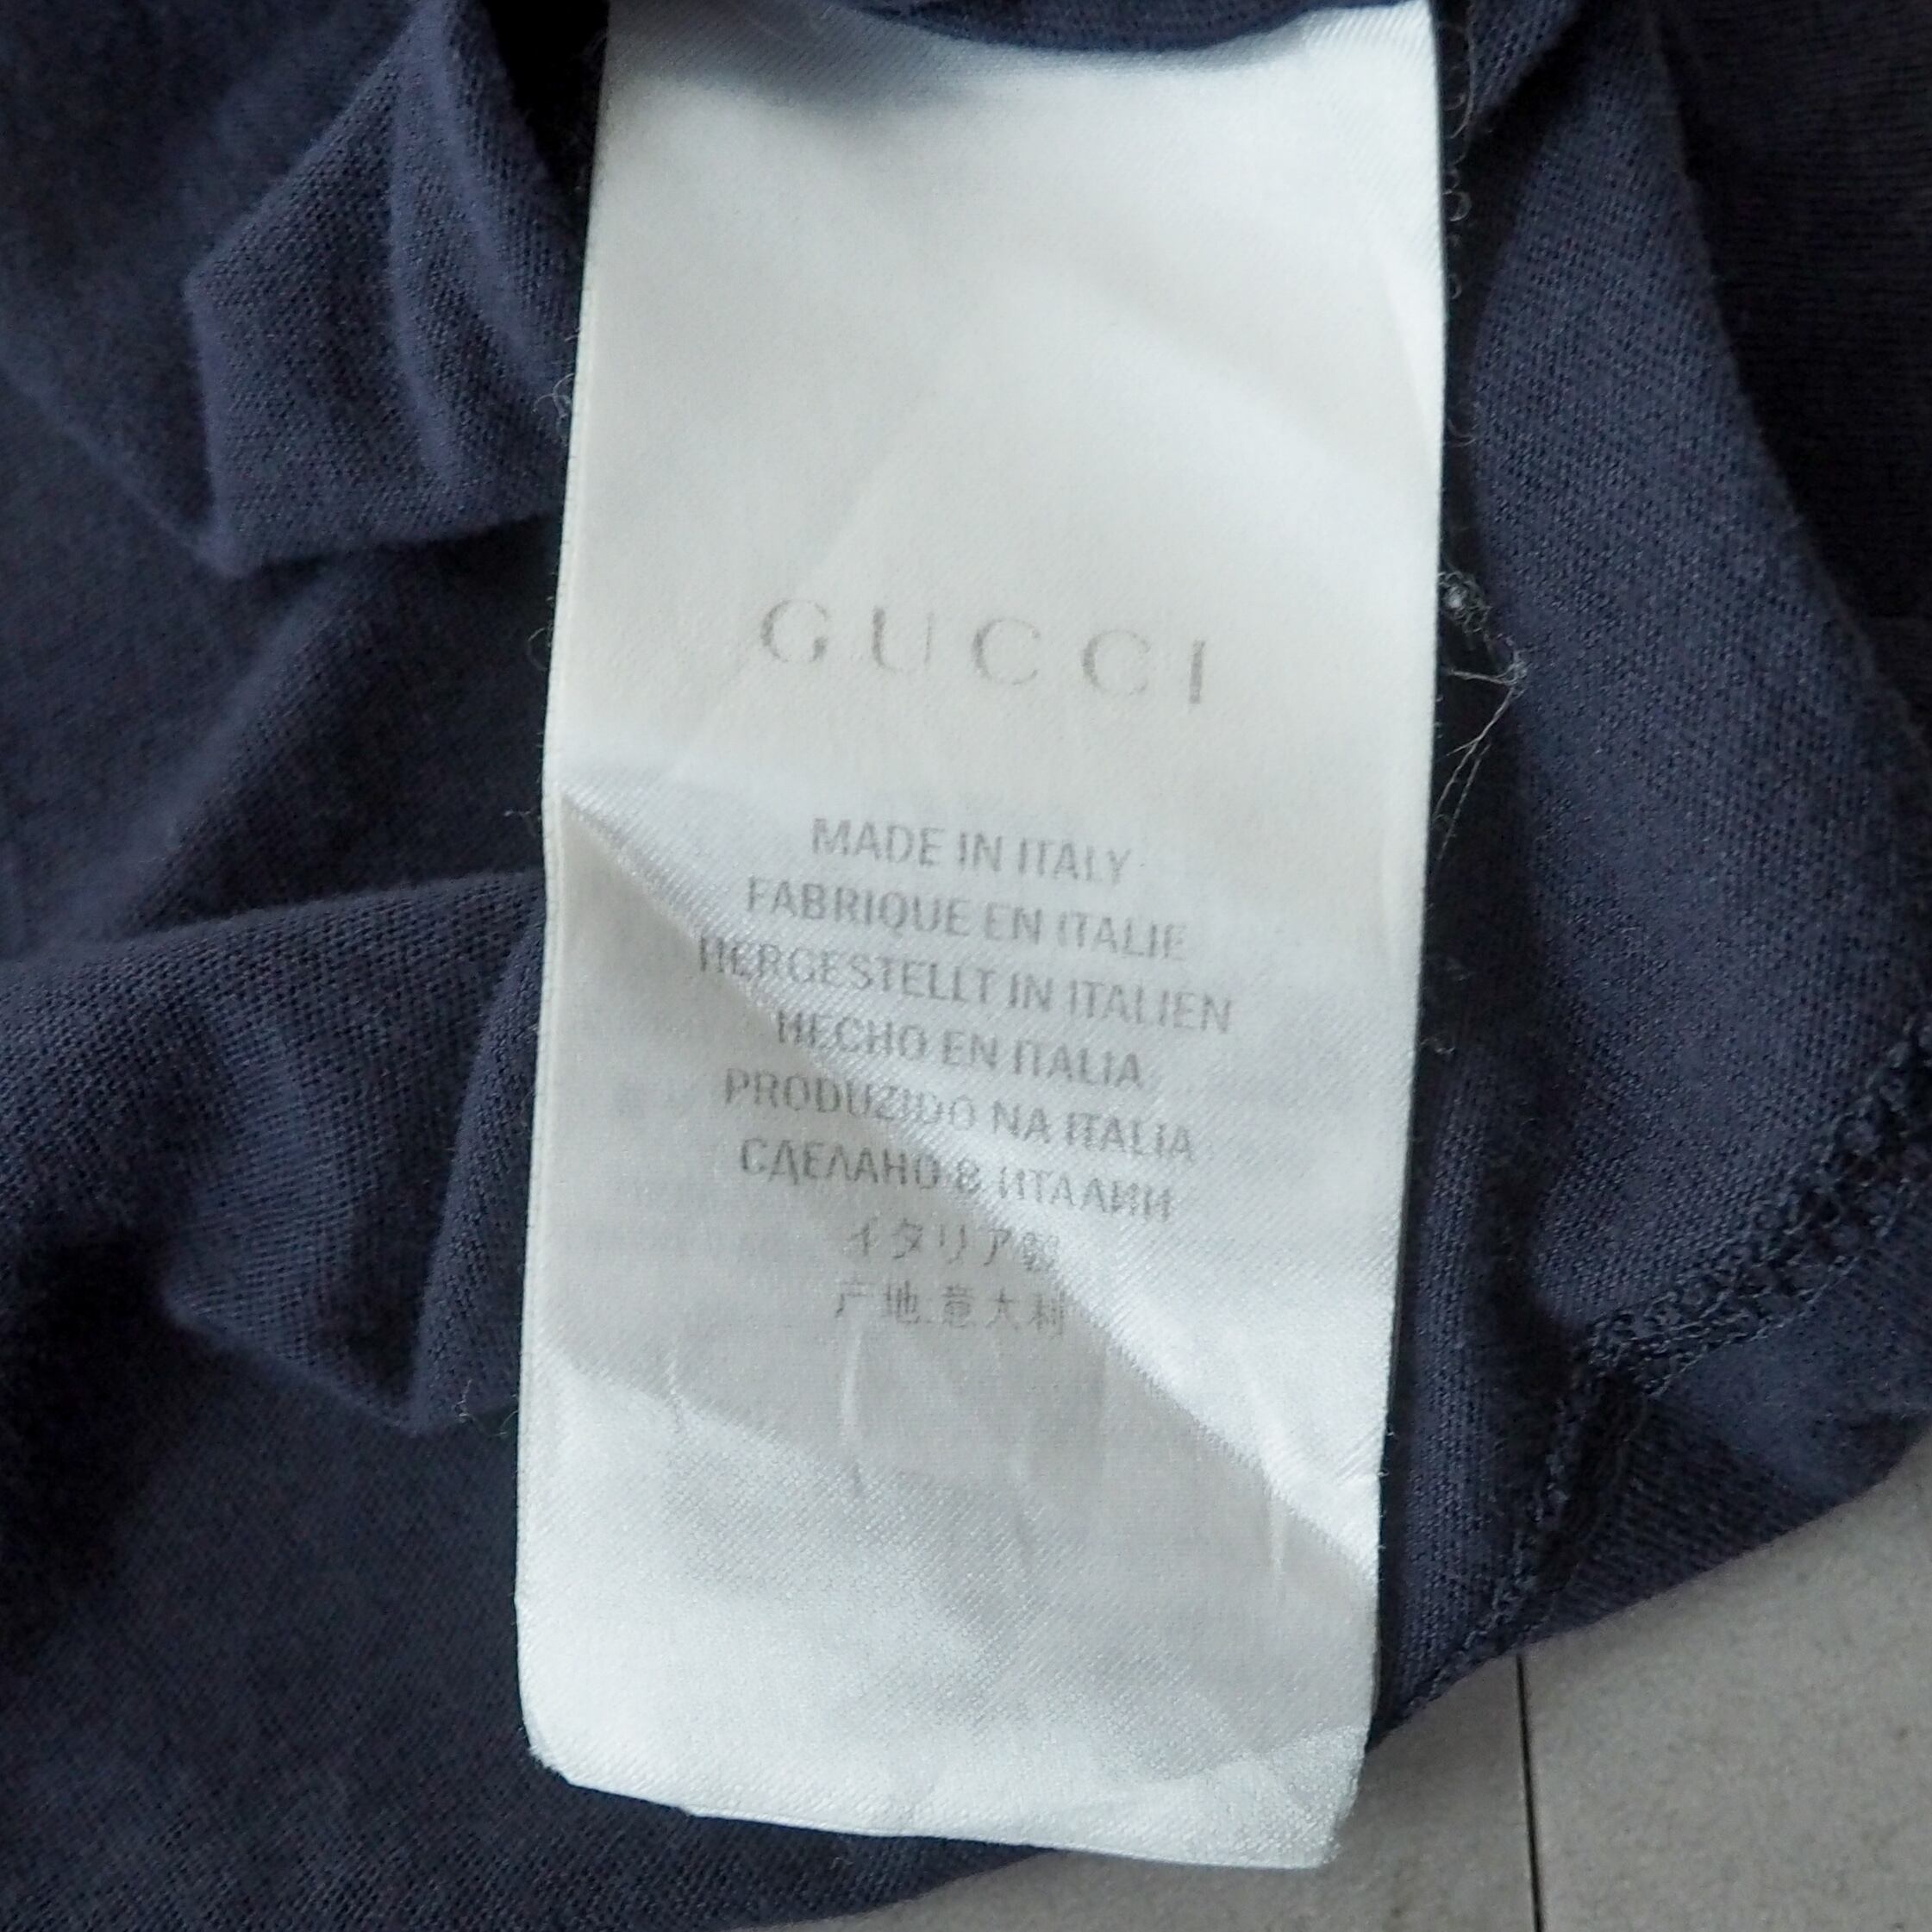 GUCCI
MADE IN ITALY
FABRIQUE EN ITALIE
HERGESTELLT IN ITALIEN
HECHO EN ITALIA
PRODUZIDO NA ITALIA
СДЕЛАНО В ИТАЛИИ
イタリア製
产地意大利